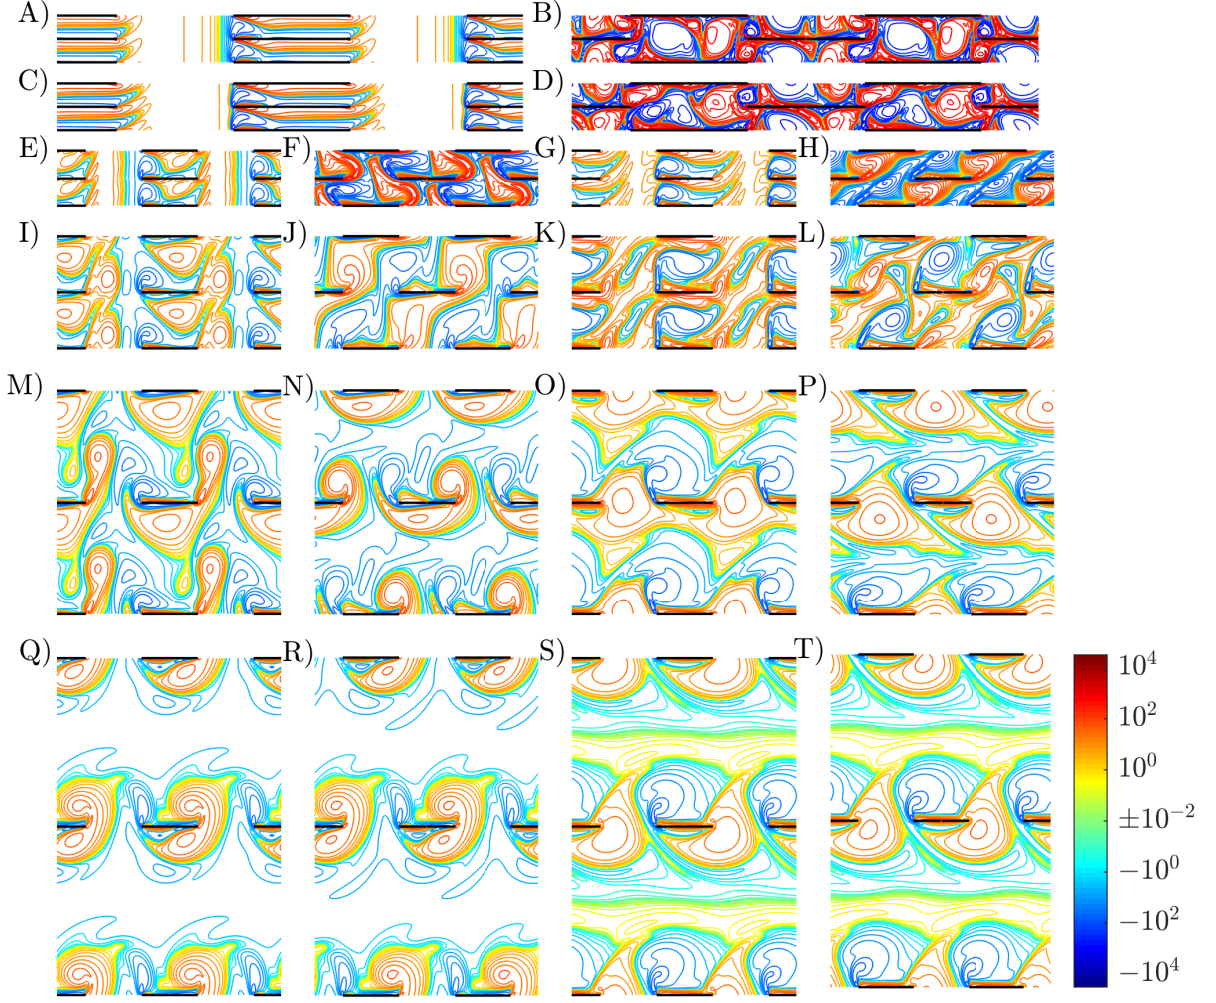 A)
B)
C)
D)
E)
F)
G)
H)
I)
J)
K)
L)
M)
N)
O)
P)
Q)
R)
S)
T)
10^4
10^2
10^0
±10^-2
-10^0
-10^2
-10^4